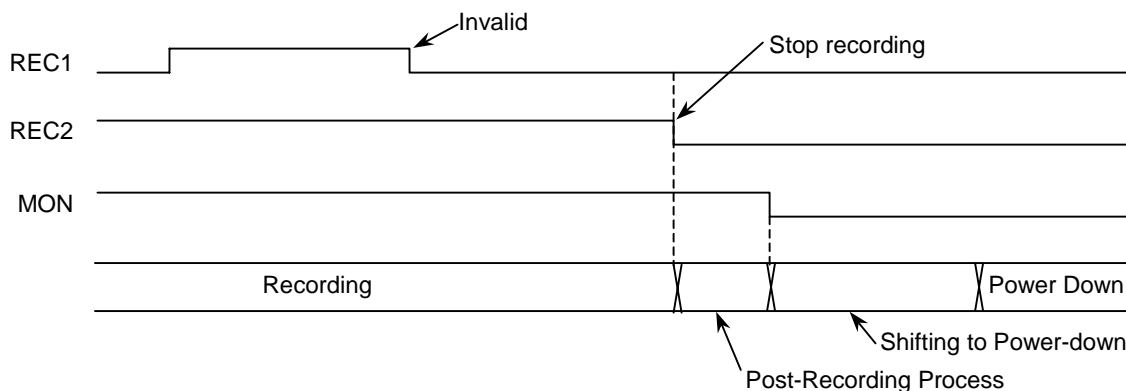 Invalid
REC1
Stop recording
REC2
MON
Recording
Power Down
Shifting to Power-down
Post-Recording Process